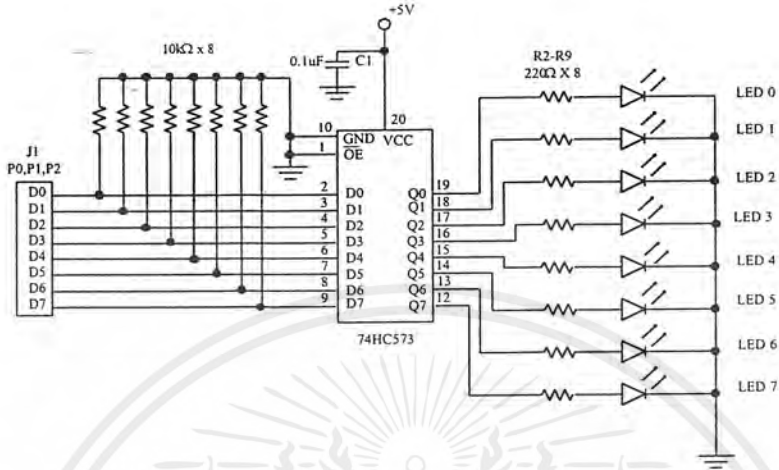 +5V
10kΩ x 8
0.1uF
C1
R2-R9
220Ω X 8
LED 0
LED 1
LED 2
LED 3
LED 4
LED 5
LED 6
LED 7
J1
P0,P1,P2
D0
D1
D2
D3
D4
D5
D6
D7
10
1
2
3
4
5
6
7
8
9
20
GND VCC
OE
D0
D1
D2
D3
D4
D5
D6
D7
Q0
Q1
Q2
Q3
Q4
Q5
Q6
Q7
19
18
17
16
15
14
13
12
74HC573